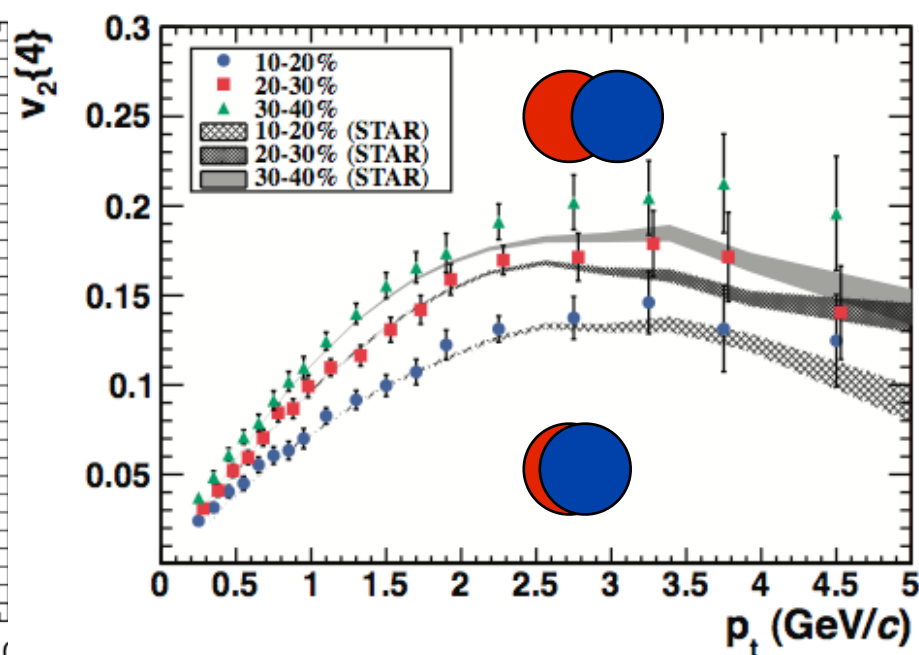 v2{4}
0.3
0.25
0.2
0.15
0.1
0.05
10-20%
20-30%
30-40%
10-20% (STAR)
20-30% (STAR)
30-40% (STAR)
0 0.5 1 1.5 2 2.5 3 3.5 4 4.5 5
pt (GeV/c)